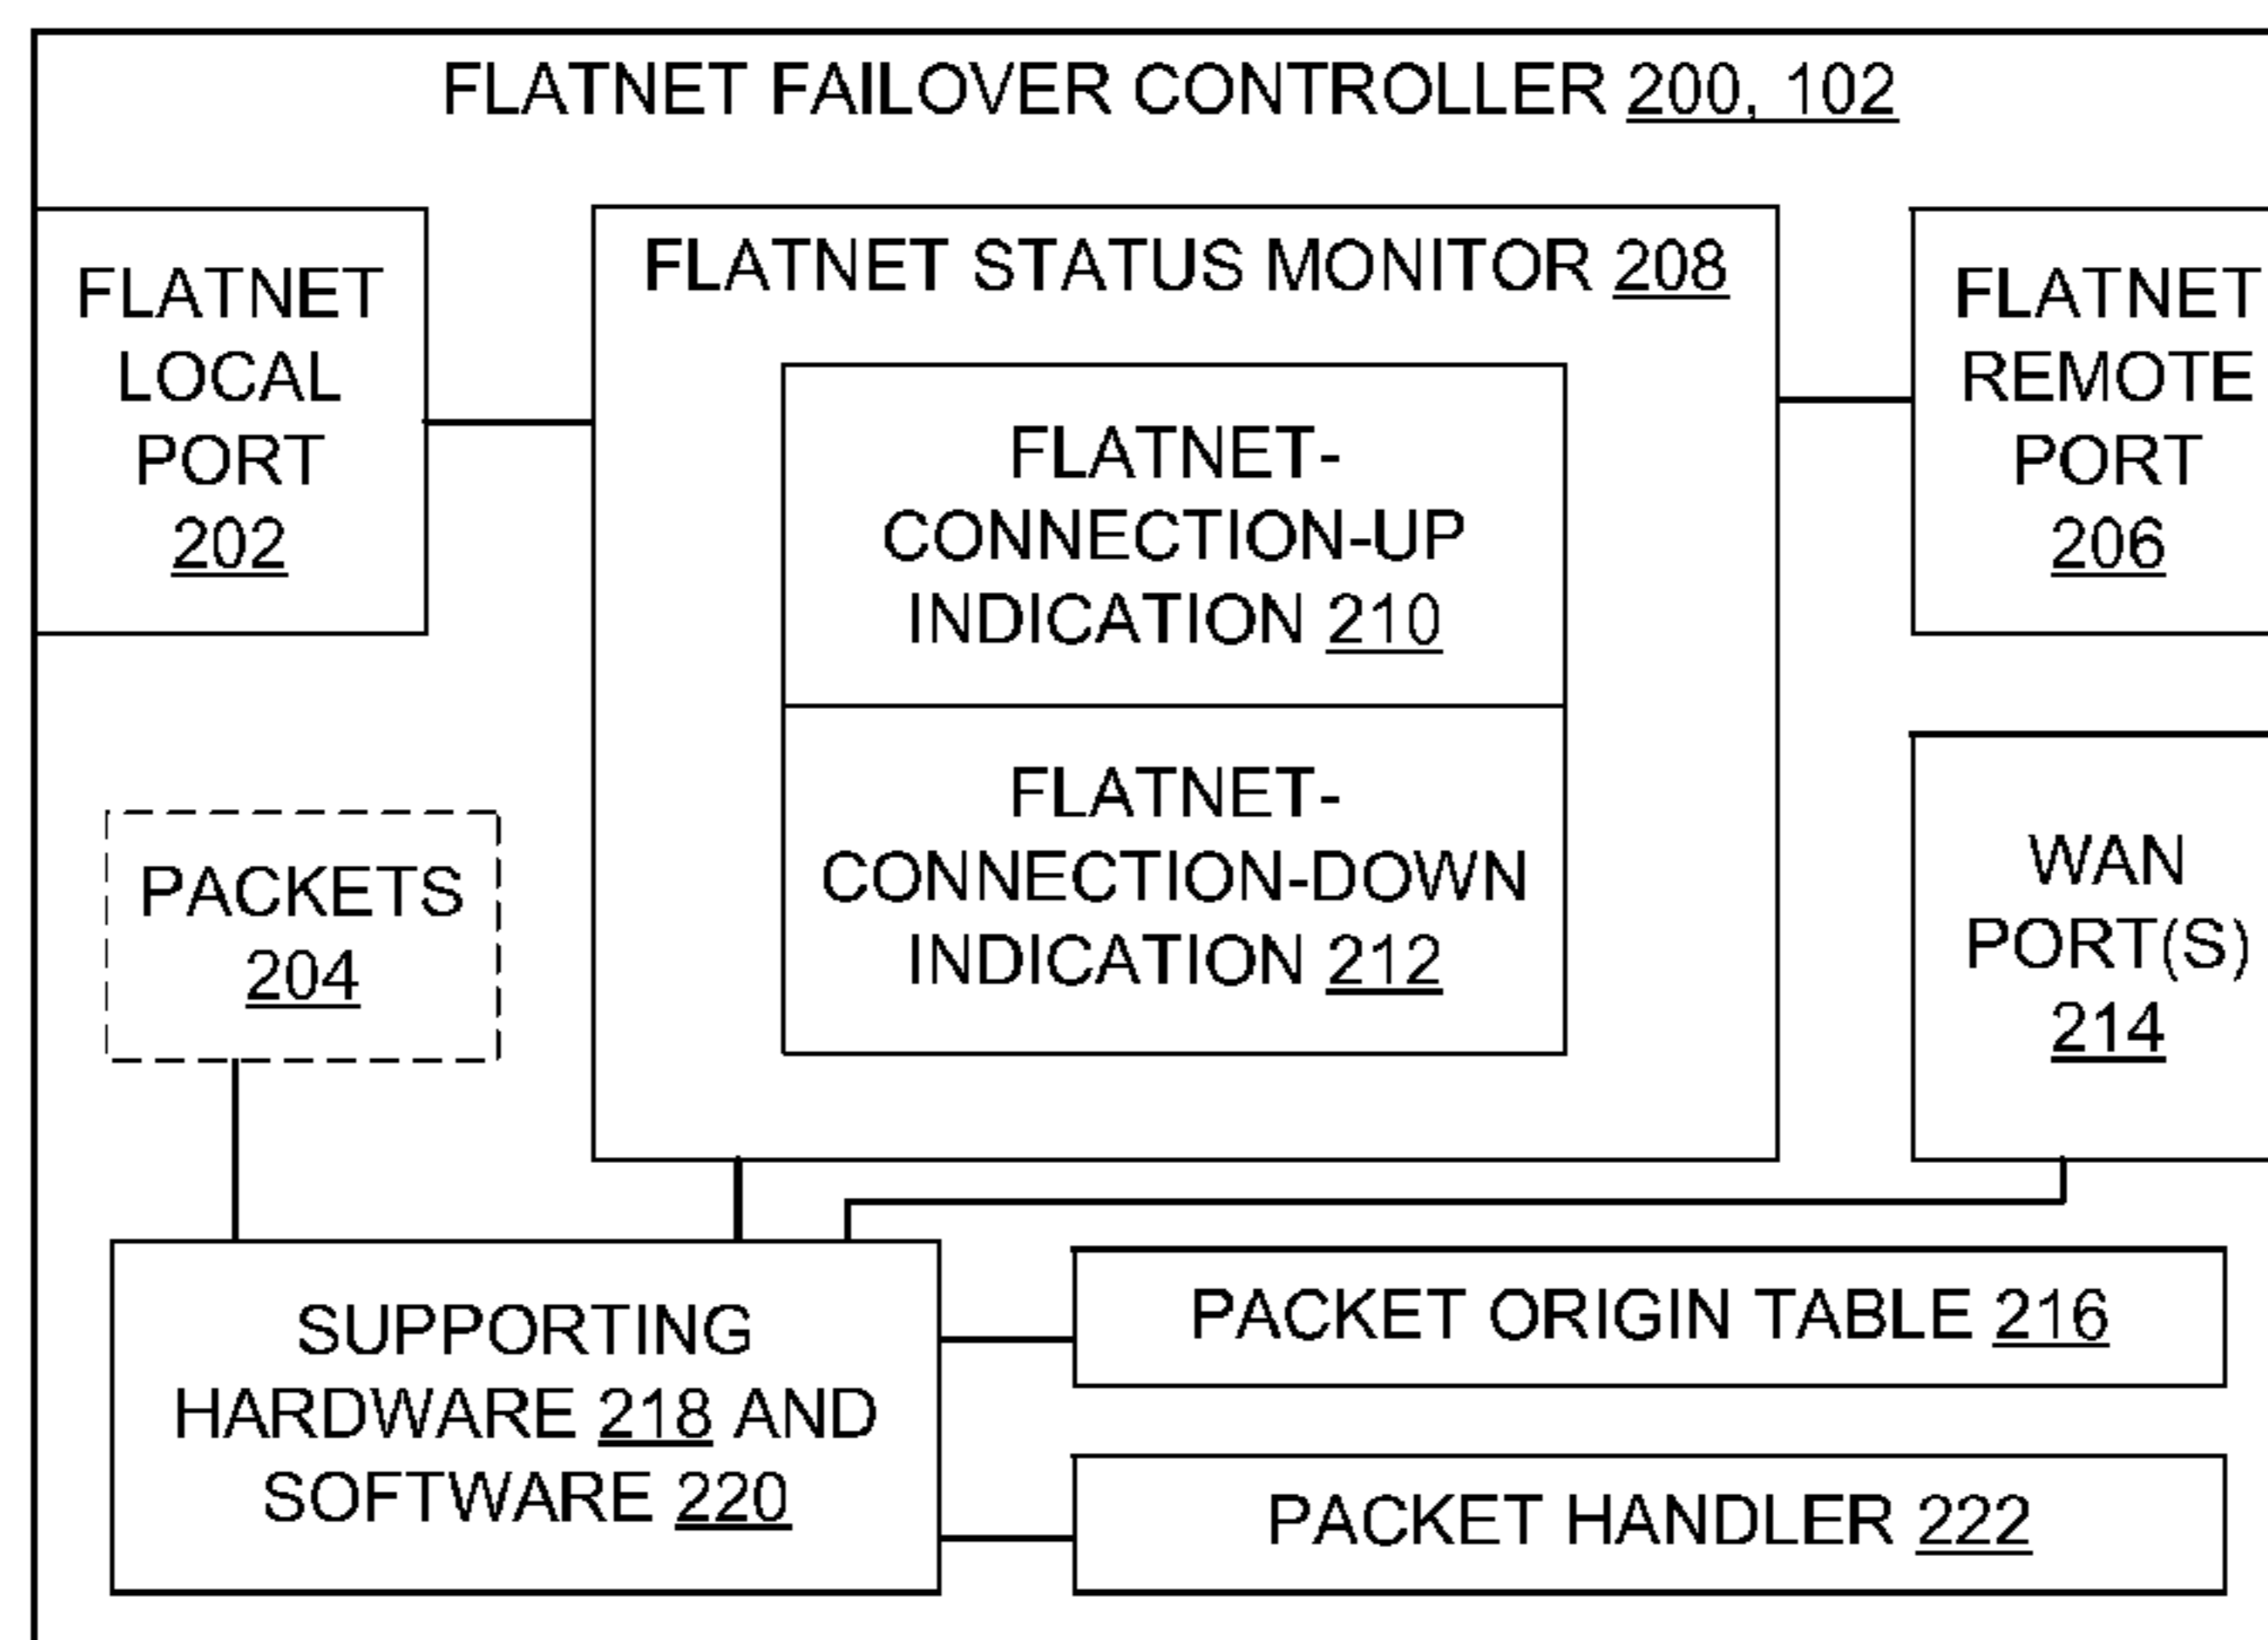 FLATNET FAILOVER CONTROLLER 200, 102
FLATNET
LOCAL
PORT
202
FLATNET STATUS MONITOR 208
FLATNET-
CONNECTION-UP
INDICATION 210
FLATNET-
CONNECTION-DOWN
INDICATION 212
FLATNET
REMOTE
PORT
206
PACKETS
204
WAN
PORT(S)
214
SUPPORTING
HARDWARE 218 AND
SOFTWARE 220
PACKET ORIGIN TABLE 216
PACKET HANDLER 222